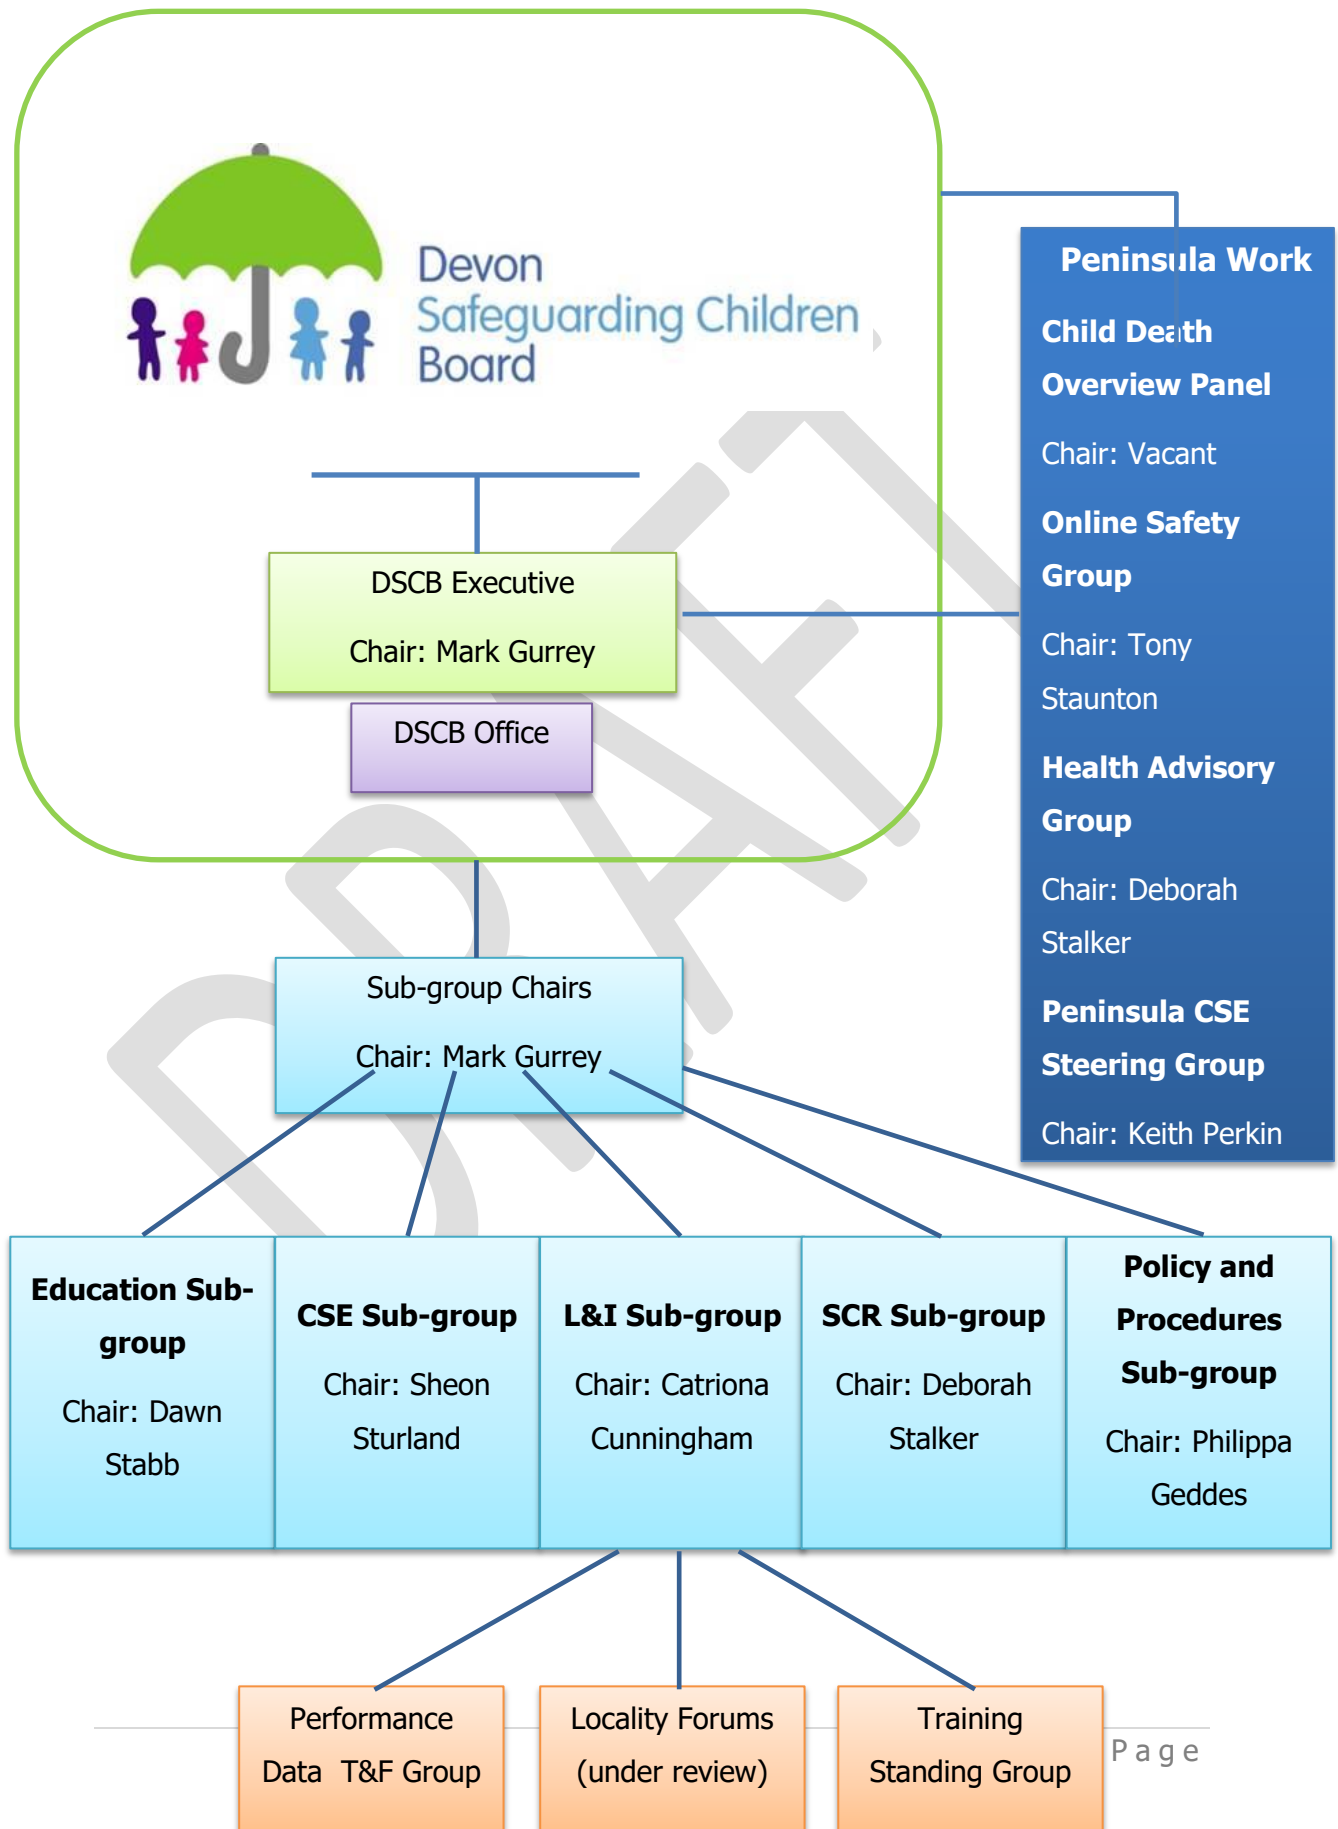 Devon
Safeguarding Children
Board
DSCB Executive
Chair: Mark Gurrey
DSCB Office
Peninsula Work
Child Death
Overview Panel
Chair: Vacant
Online Safety
Group
Chair: Tony
Staunton
Health Advisory
Group
Chair: Deborah
Stalker
Peninsula CSE
Steering Group
Chair: Keith Perkin
Sub-group Chairs
Chair: Mark Gurrey
Education Sub-
group
Chair: Dawn
Stabb
CSE Sub-group
Chair: Sheon
Sturland
L&I Sub-group
Chair: Catriona
Cunningham
SCR Sub-group
Chair: Deborah
Stalker
Policy and
Procedures
Sub-group
Chair: Philippa
Geddes
Performance
Data T&F Group
Locality Forums
(under review)
Training
Standing Group
Page
DRAFT